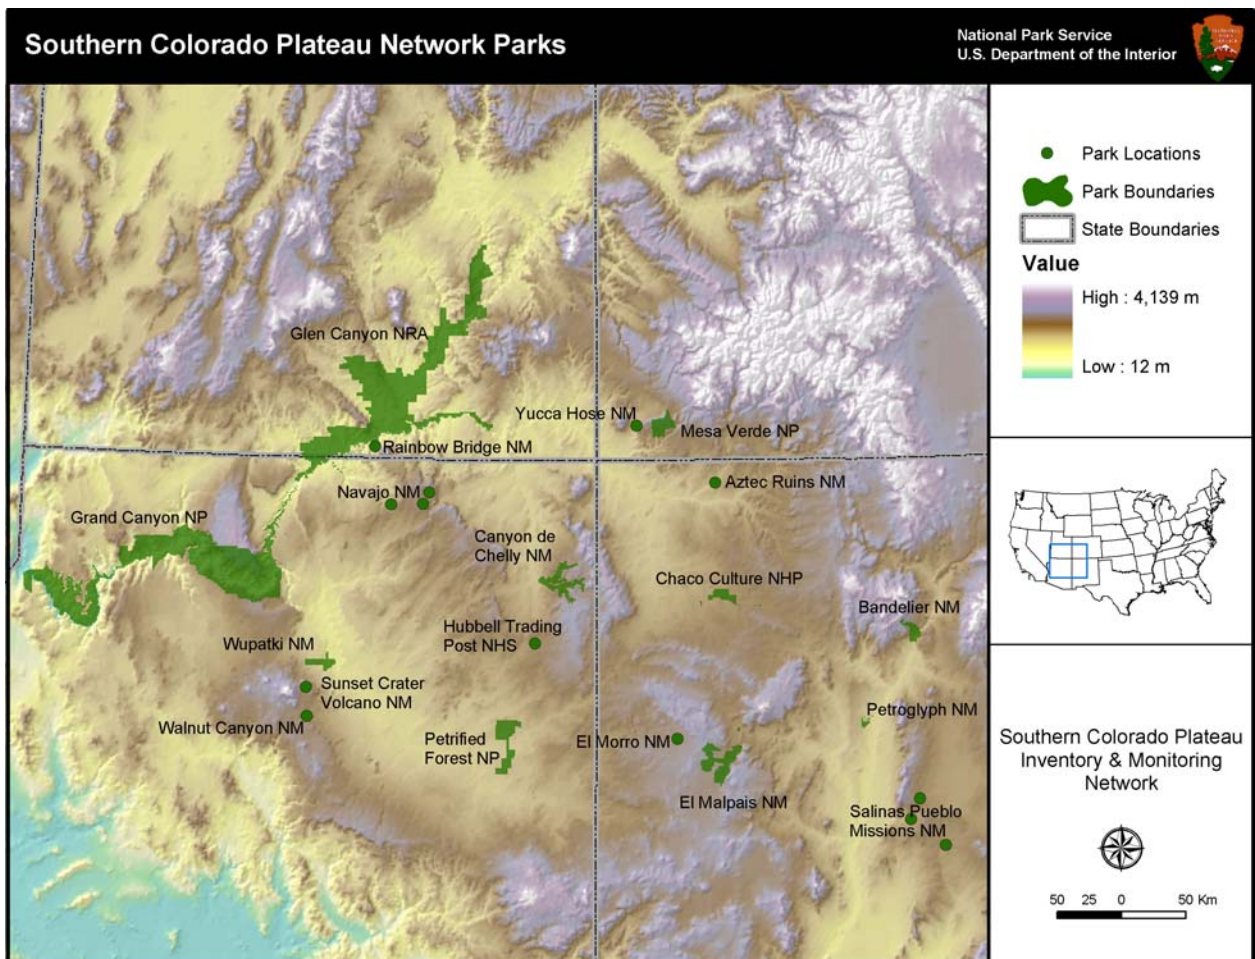 Southern Colorado Plateau Network Parks
National Park Service
U.S. Department of the Interior
Glen Canyon NRA
Yucca Hose NM
Mesa Verde NP
Rainbow Bridge NM
Navajo NM
Aztec Ruins NM
Grand Canyon NP
Canyon de
Chelly NM
Chaco Culture NHP
Bandelier NM
Hubbell Trading
Post NHS
Wupatki NM
Sunset Crater
Volcano NM
Walnut Canyon NM
Petroglyph NM
Petrified
Forest NP
El Morro NM
El Malpais NM
Salinas Pueblo
Missions NM
Park Locations
Park Boundaries
State Boundaries
Value
High : 4,139 m
Low : 12 m
Southern Colorado Plateau
Inventory & Monitoring
Network
50 25 0 50 Km